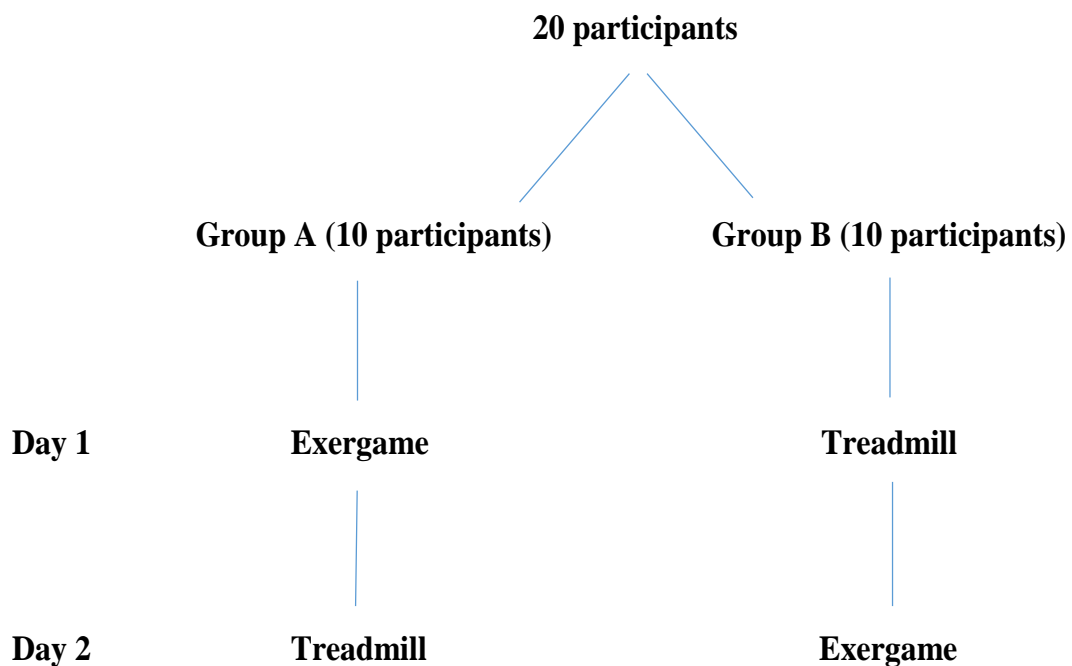 20 participants
Group A (10 participants) Group B (10 participants)
Day 1 Exergame Treadmill
Day 2 Treadmill Exergame